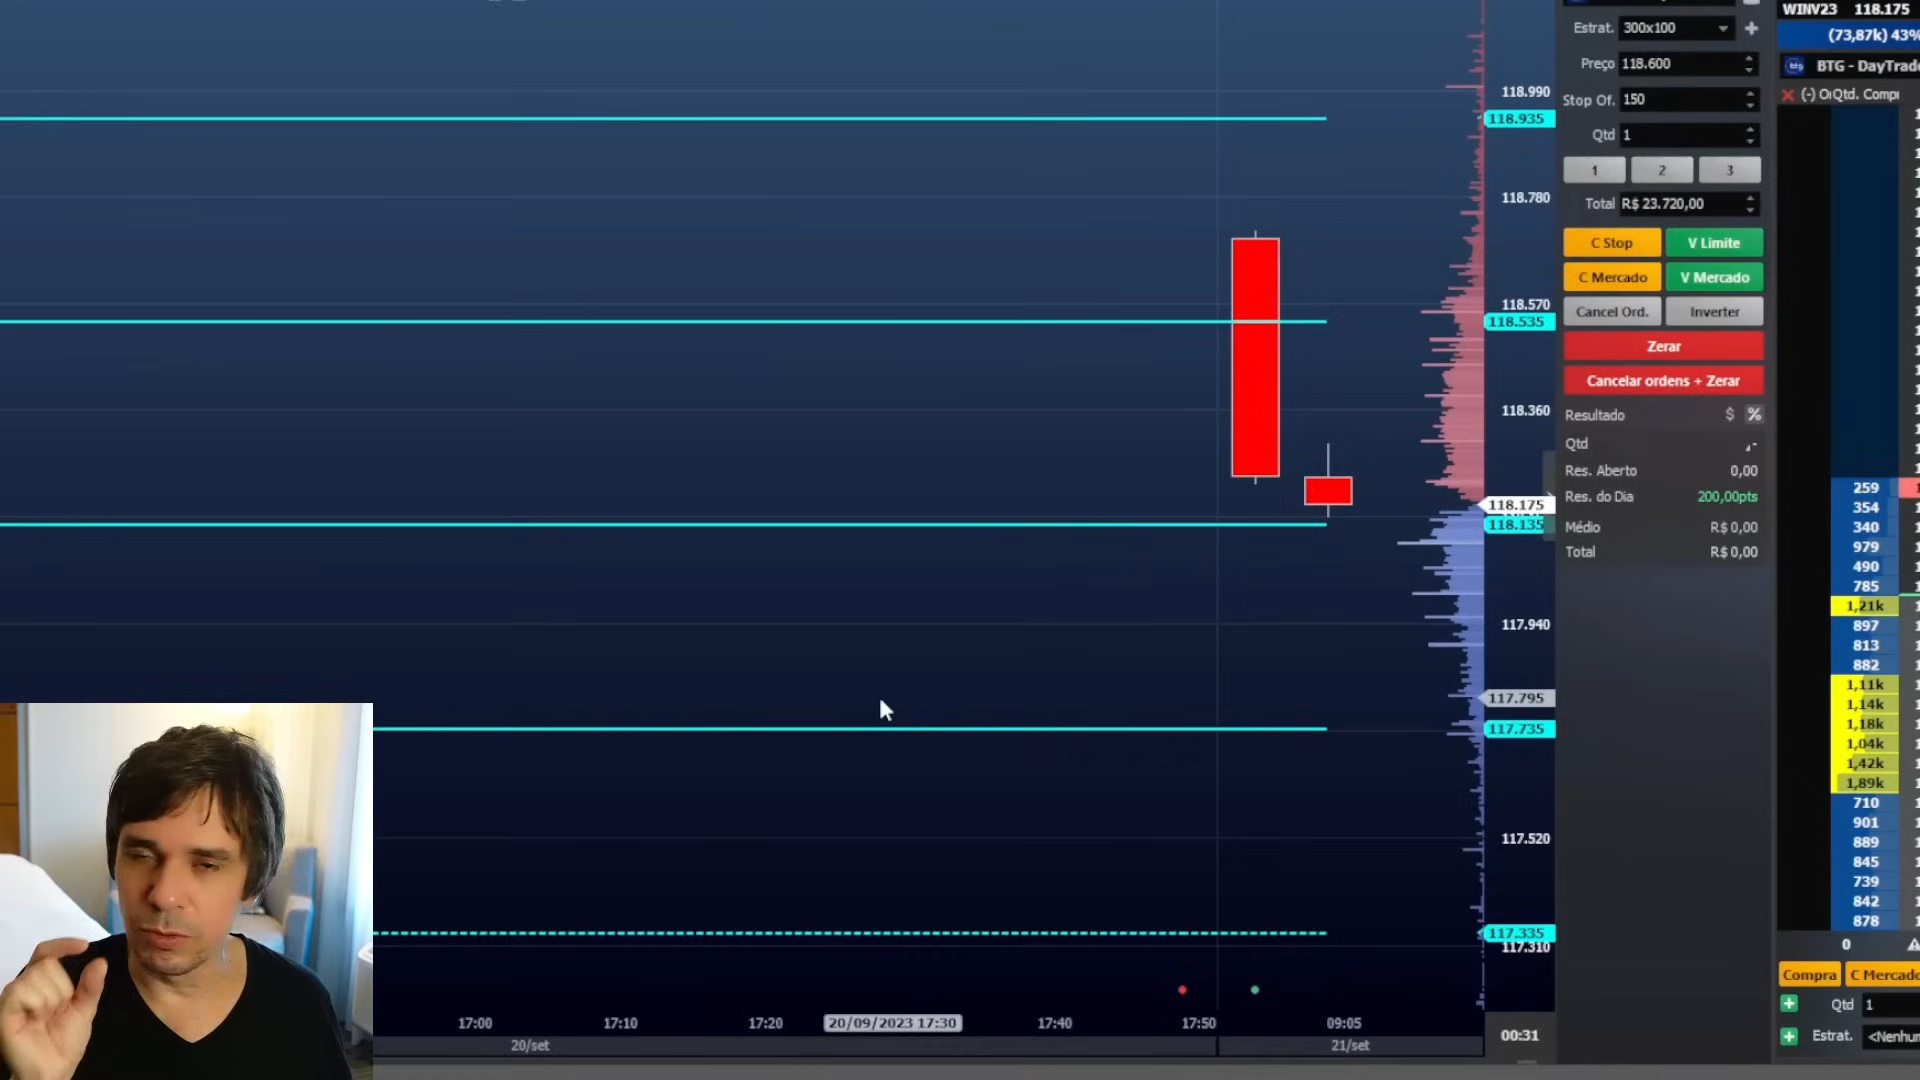 WINV23 118.175
Estrat. 300x100
(73,87k) 43%
Preço 118.600
BTG - DayTrade
Stop Of. 150
Qtd. Comp
Qtd 1
1 2 3
Total R$ 23.720,00
C Stop V Limite
C Mercado V Mercado
Cancel Ord. Inverter
Zerar
Cancelar ordens + Zerar
Resultado $ %
Qtd
Res. Aberto 0,00
Res. do Dia 200,00pts
Médio R$ 0,00
Total R$ 0,00
118.990
118.935
118.780
118.570
118.535
118.360
118.175
118.135
117.940
117.795
117.735
117.520
117.335
117.310
259
354
340
979
490
785
1,21k
897
813
882
1,11k
1,14k
1,18k
1,04k
1,42k
1,89k
710
901
889
845
739
842
878
0
Compra C Mercado
Qtd 1
Estrat. <Nenhum
17:00 17:10 17:20 20/09/2023 17:30 17:40 17:50 09:05
00:31
20/set 21/set